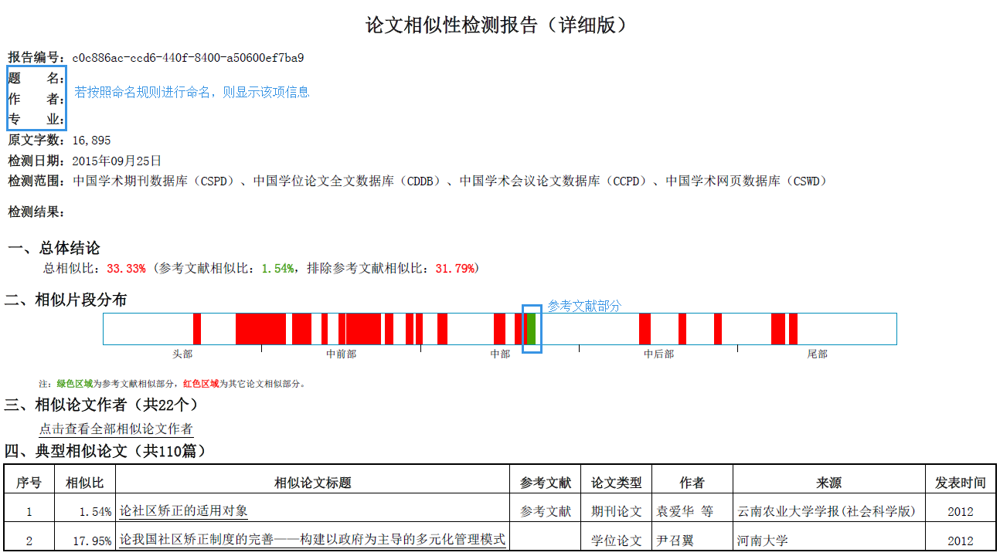 论文相似性检测报告（详细版）
报告编号：c0c886ac-ccd6-440f-8400-a50600ef7ba9
题　　名：
作　　者：
专　　业：
若按照命名规则进行命名，则显示该项信息
原文字数：16,895
检测日期：2015年09月25日
检测范围：中国学术期刊数据库（CSPD）、中国学位论文全文数据库（CDDB）、中国学术会议论文数据库（CCPD）、中国学术网页数据库（CSWD）
检测结果：
一、总体结论
总相似比：33.33% (参考文献相似比：1.54%，排除参考文献相似比：31.79%)
二、相似片段分布
参考文献部分
头部 中前部 中部 中后部 尾部
注：绿色区域为参考文献相似部分，红色区域为其它论文相似部分。
三、相似论文作者（共22个）
点击查看全部相似论文作者
四、典型相似论文（共110篇）
序号 相似比 相似论文标题 参考文献 论文类型 作者 来源 发表时间
1 1.54% 论社区矫正的适用对象 参考文献 期刊论文 袁爱华 等 云南农业大学学报(社会科学版) 2012
2 17.95% 论我国社区矫正制度的完善——构建以政府为主导的多元化管理模式 学位论文 尹召翼 河南大学 2012